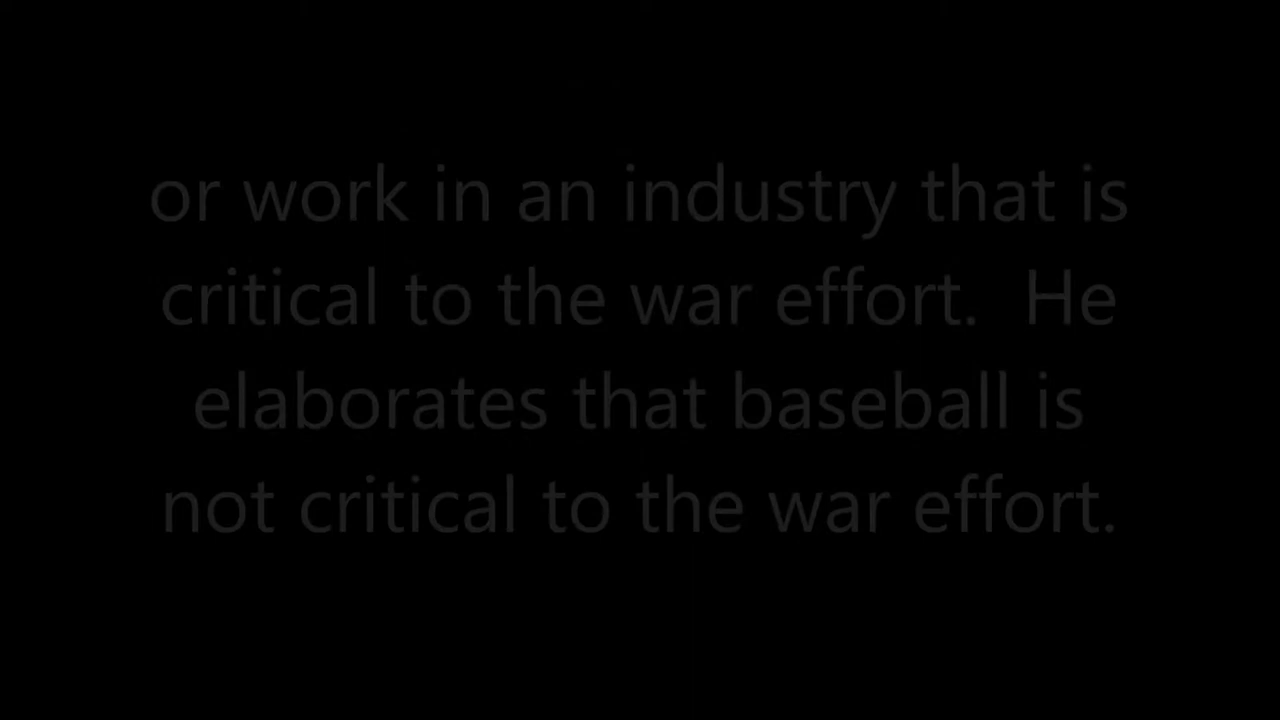 or work in an industry that is
critical to the war effort.  He
elaborates that baseball is
not critical to the war effort.